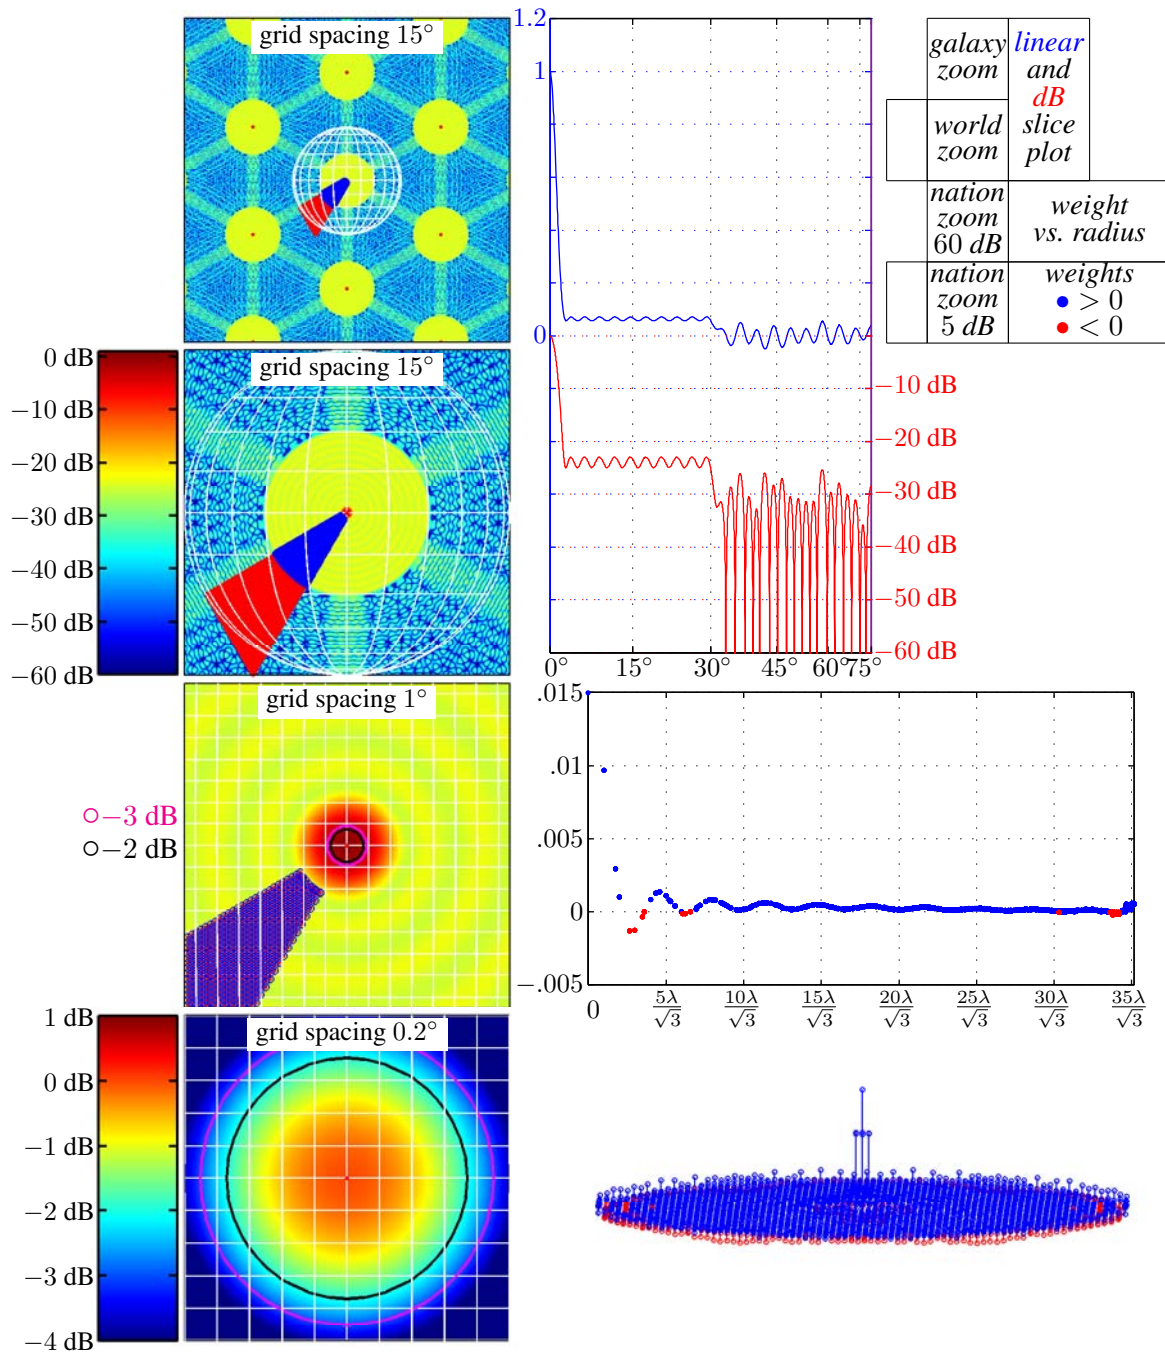 grid spacing 15°
1.2
1
0
−10 dB
−20 dB
−30 dB
−40 dB
−50 dB
−60 dB
0°
15°
30°
45°
60°
75°
galaxy
zoom
linear
and
dB
slice
plot
world
zoom
nation
zoom
60 dB
weight
vs. radius
nation
zoom
5 dB
weights
> 0
< 0
grid spacing 15°
0 dB
−10 dB
−20 dB
−30 dB
−40 dB
−50 dB
−60 dB
grid spacing 1°
−3 dB
−2 dB
.015
.01
.005
0
−.005
0
5λ/√3
10λ/√3
15λ/√3
20λ/√3
25λ/√3
30λ/√3
35λ/√3
grid spacing 0.2°
1 dB
0 dB
−1 dB
−2 dB
−3 dB
−4 dB